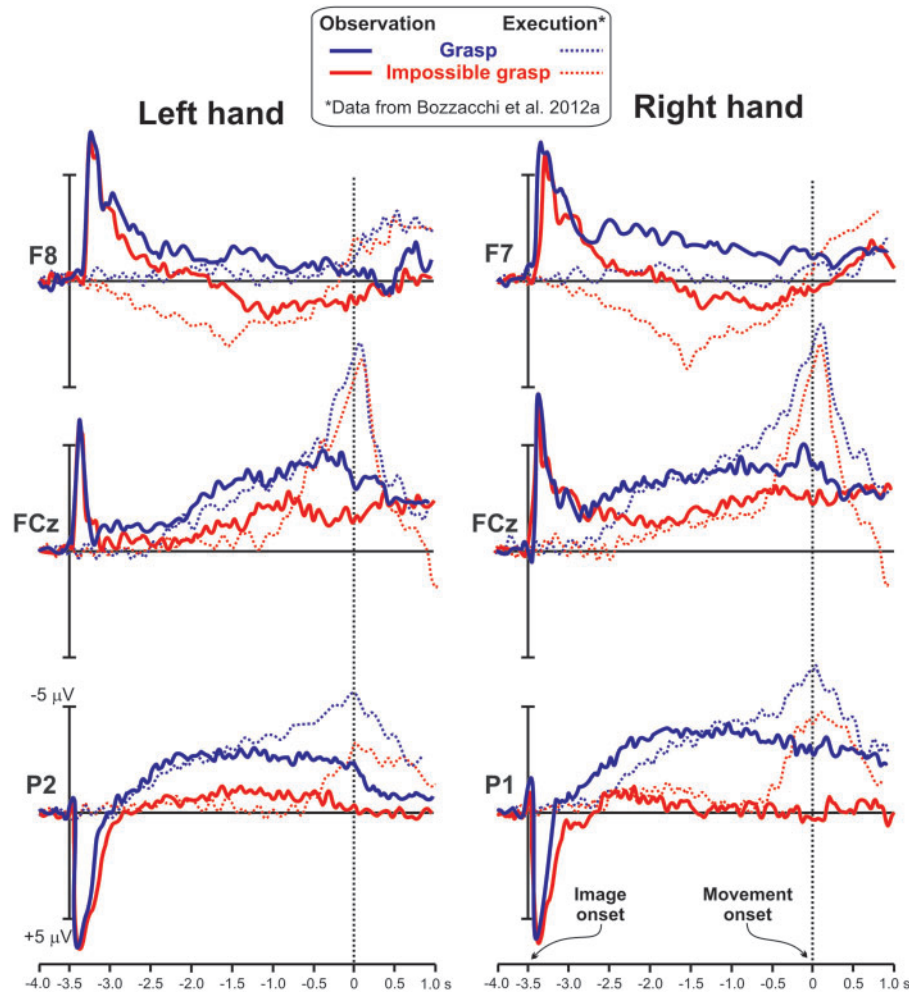 Observation Execution*
Grasp
Impossible grasp
*Data from Bozzacchi et al. 2012a
Left hand
Right hand
F8
F7
FCz
FCz
-5 µV
P2
P1
+5 µV
Image onset
Movement onset
-4.0 -3.5 -3.0 -2.5 -2.0 -1.5 -1.0 -0.5 0 0.5 1.0 s
-4.0 -3.5 -3.0 -2.5 -2.0 -1.5 -1.0 -0.5 0 0.5 1.0 s